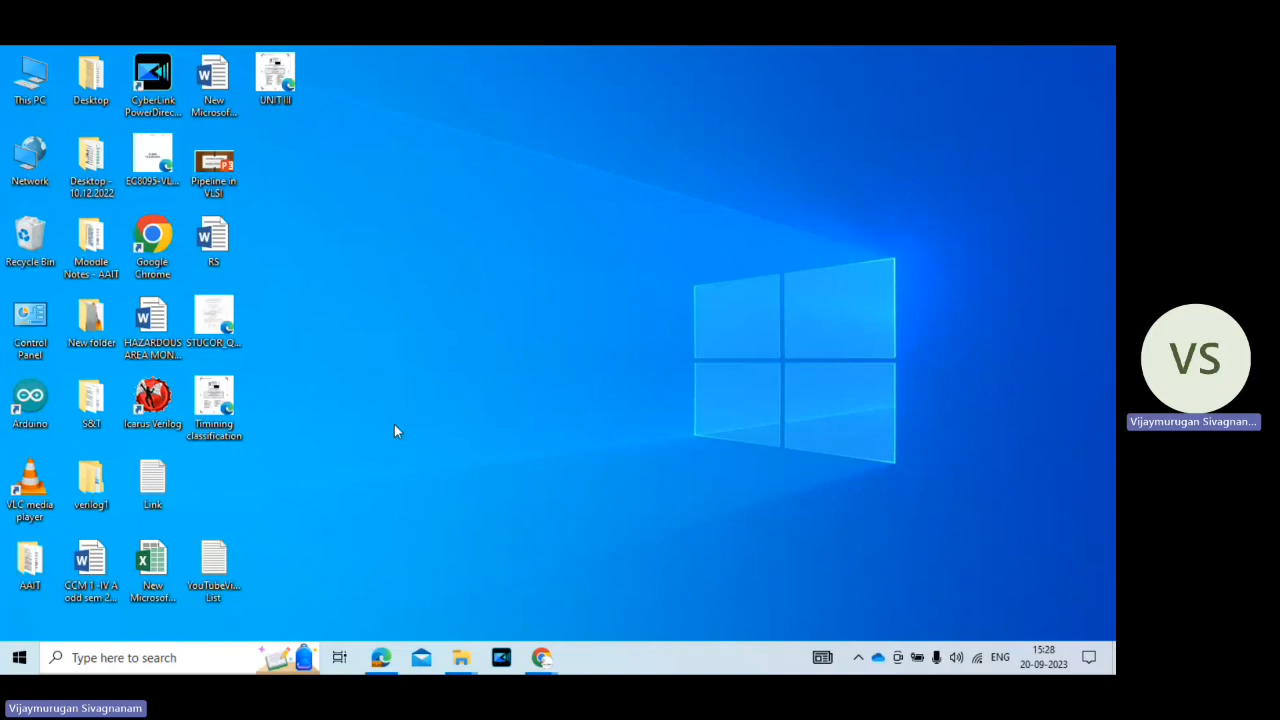 This PC
Desktop
CyberLink
PowerDirec...
New
Microsof...
UNIT III
Network
Desktop -
10.12.2022
EC8095-VL...
Pipeline in
VLSI
Recycle Bin
Moodle
Notes - AAIT
Google
Chrome
RS
Control
Panel
New folder
HAZARDOUS
AREA MON...
STUCOR_Q...
Arduino
S&T
Icarus Verilog
Timining
classification
VLC media
player
verilog1
Link
AAIT
CCM 1 -IV A
odd sem 2...
New
Microsof...
YouTubeVi...
List
Type here to search
ENG
15:28
20-09-2023
VS
Vijaymurugan Sivagnan...
Vijaymurugan Sivagnanam